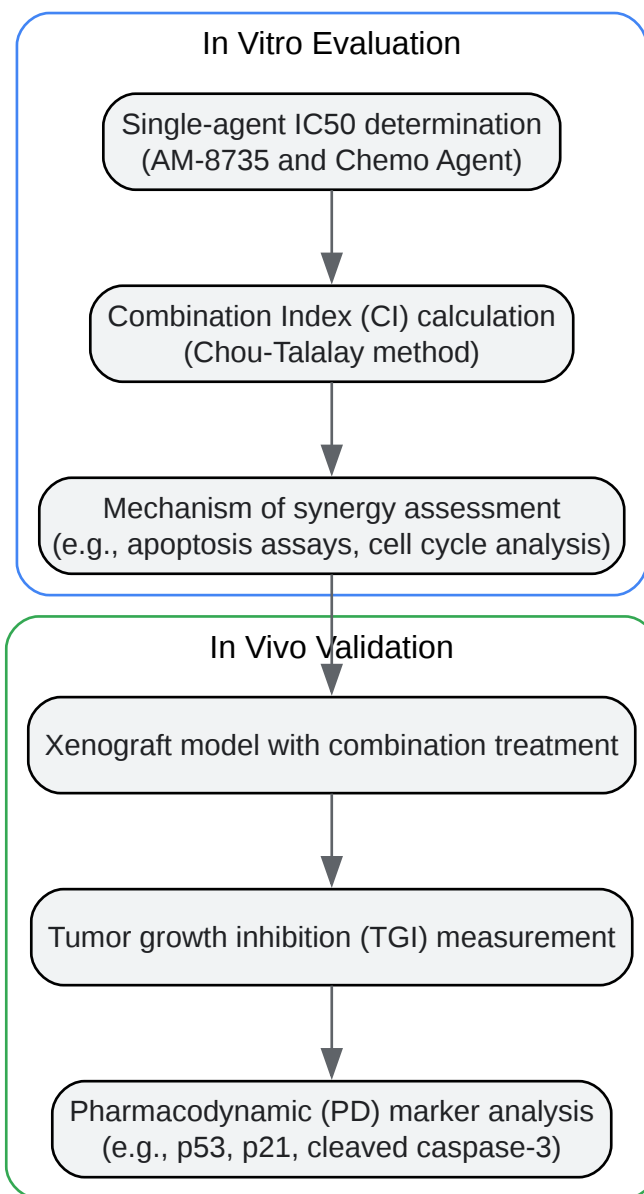 In Vitro Evaluation
Single-agent IC50 determination
(AM-8735 and Chemo Agent)
Combination Index (CI) calculation
(Chou-Talalay method)
Mechanism of synergy assessment
(e.g., apoptosis assays, cell cycle analysis)
In Vivo Validation
Xenograft model with combination treatment
Tumor growth inhibition (TGI) measurement
Pharmacodynamic (PD) marker analysis
(e.g., p53, p21, cleaved caspase-3)